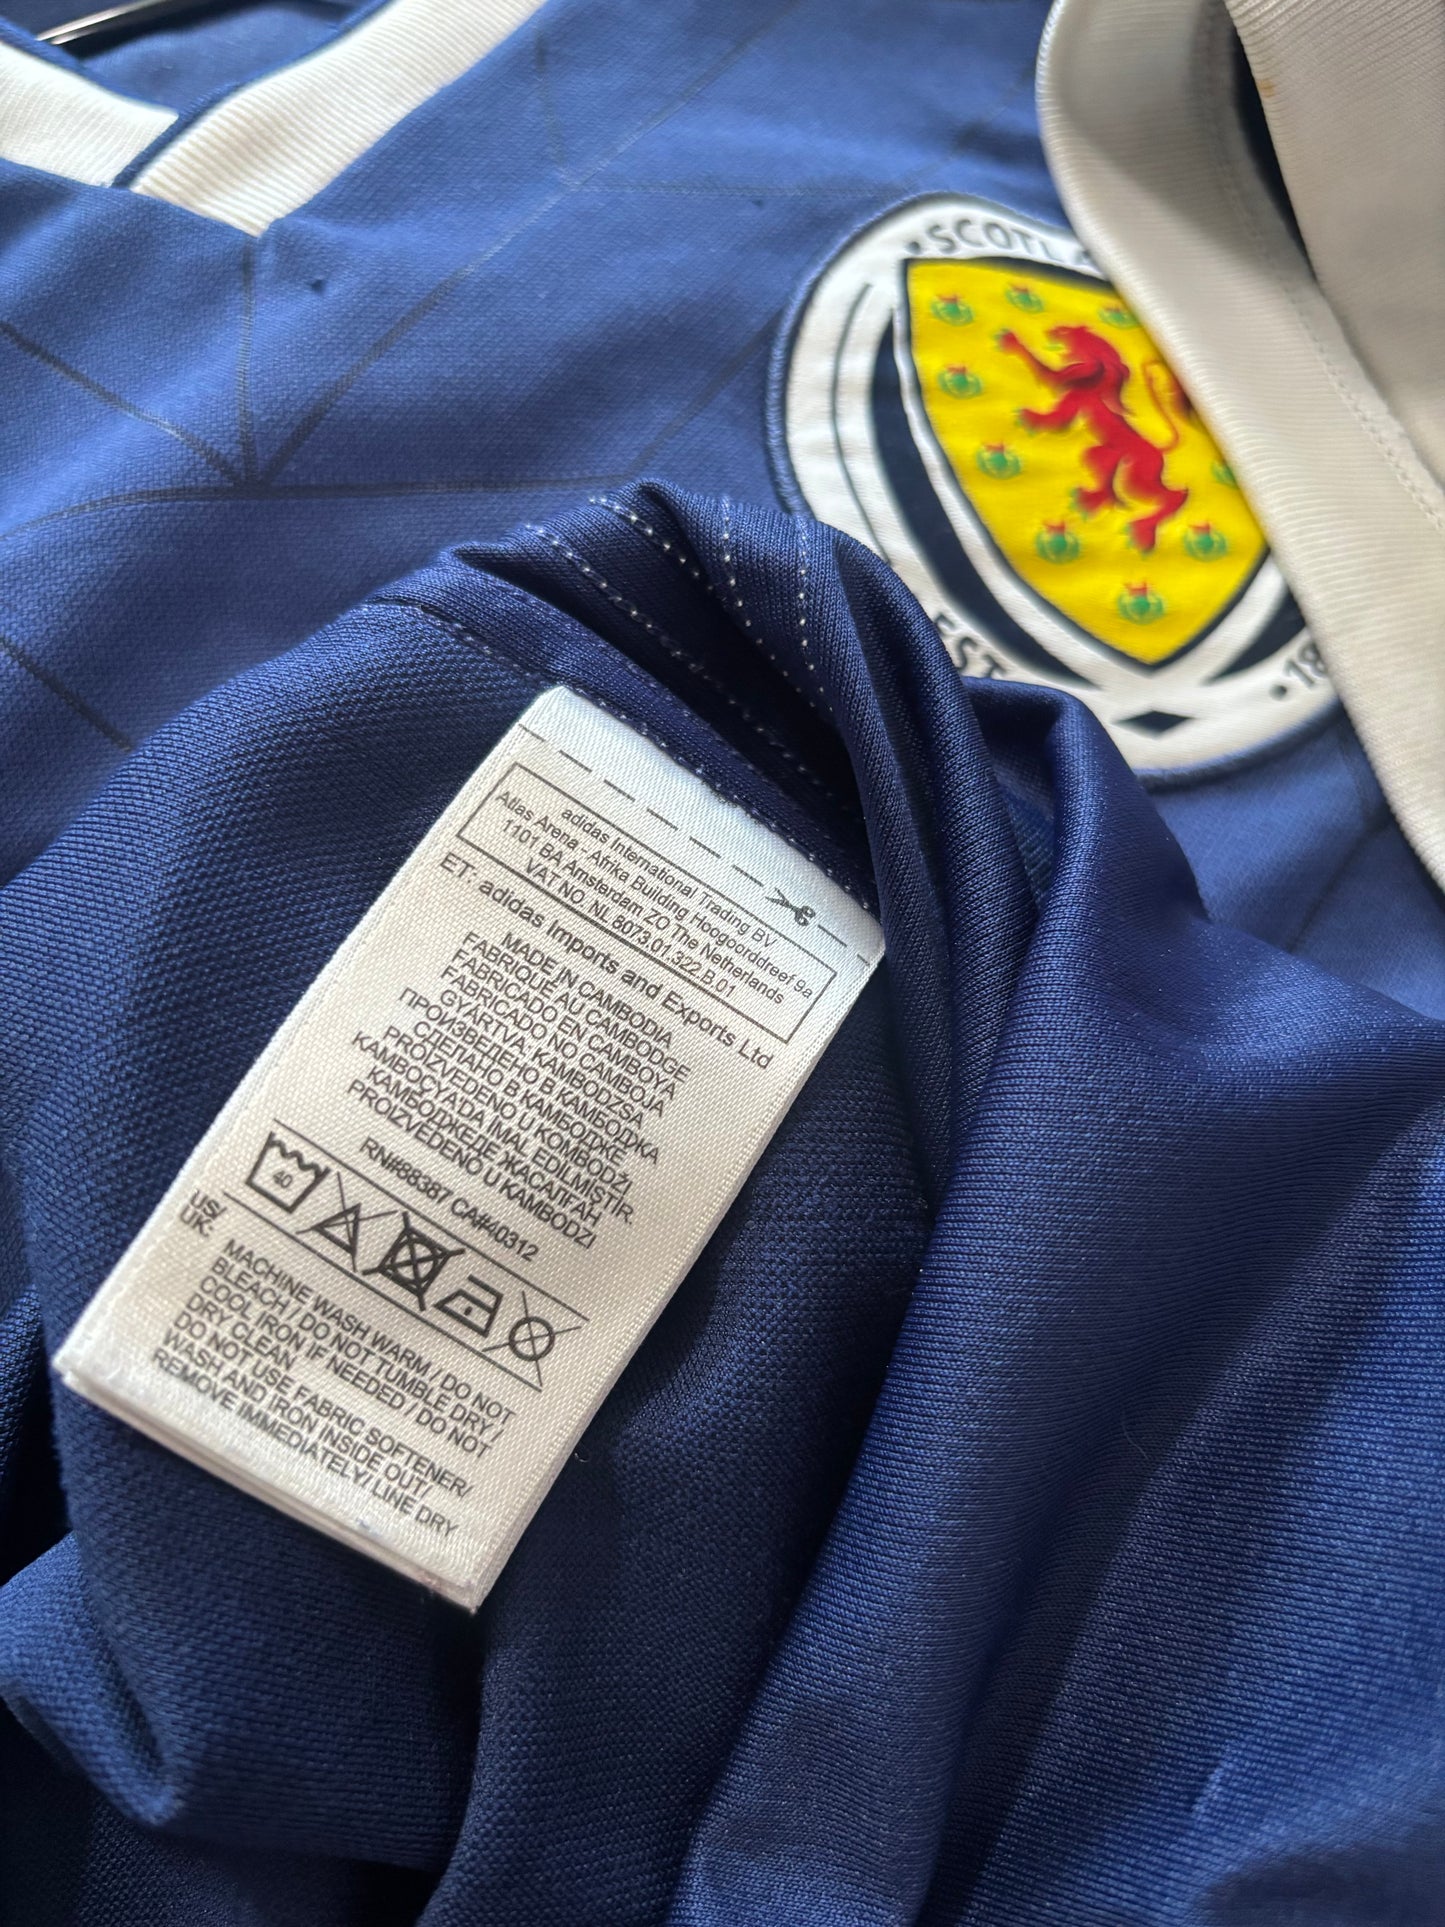 SCOTLA
EST
18
adidas International Trading BV
Atlas Arena - Afrika Building Hoogoorddreef 9a
1101 BA Amsterdam ZO The Netherlands
VAT NO NL 8073.01.322.B.01
ET: adidas Imports and Exports Ltd
MADE IN CAMBODIA
FABRIQUÉ AU CAMBODGE
FABRICADO EN CAMBOYA
FABRICADO NO CAMBOJA
GYÁRTVA: KAMBODZSA
ПРОИЗВЕДЕНО В КАМБОДЖА
СДЕЛАНО В КАМБОДЖЕ
PROIZVEDENO U KOMBODŽI
KAMBOÇYA'DA İMAL EDİLMİŞTİR.
КАМБОДЖЕДЕ ЖАСАЛҒАН
PROIZVEDENO U KAMBODZI
RN#88387 CA#40312
40
US/
UK:
MACHINE WASH WARM / DO NOT
BLEACH / DO NOT TUMBLE DRY /
COOL IRON IF NEEDED / DO NOT
DRY CLEAN
DO NOT USE FABRIC SOFTENER/
WASH AND IRON INSIDE OUT/
REMOVE IMMEDIATELY/ LINE DRY